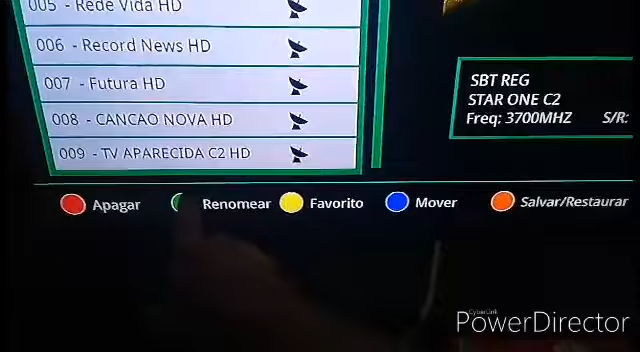 005 - Rede Vida HD
006 - Record News HD
007 - Futura HD
008 - CANCAO NOVA HD
009 - TV APARECIDA C2 HD
SBT REG
STAR ONE C2
Freq: 3700MHZ S/R:
Apagar Renomear Favorito Mover Salvar/Restaurar
CyberLink
PowerDirector